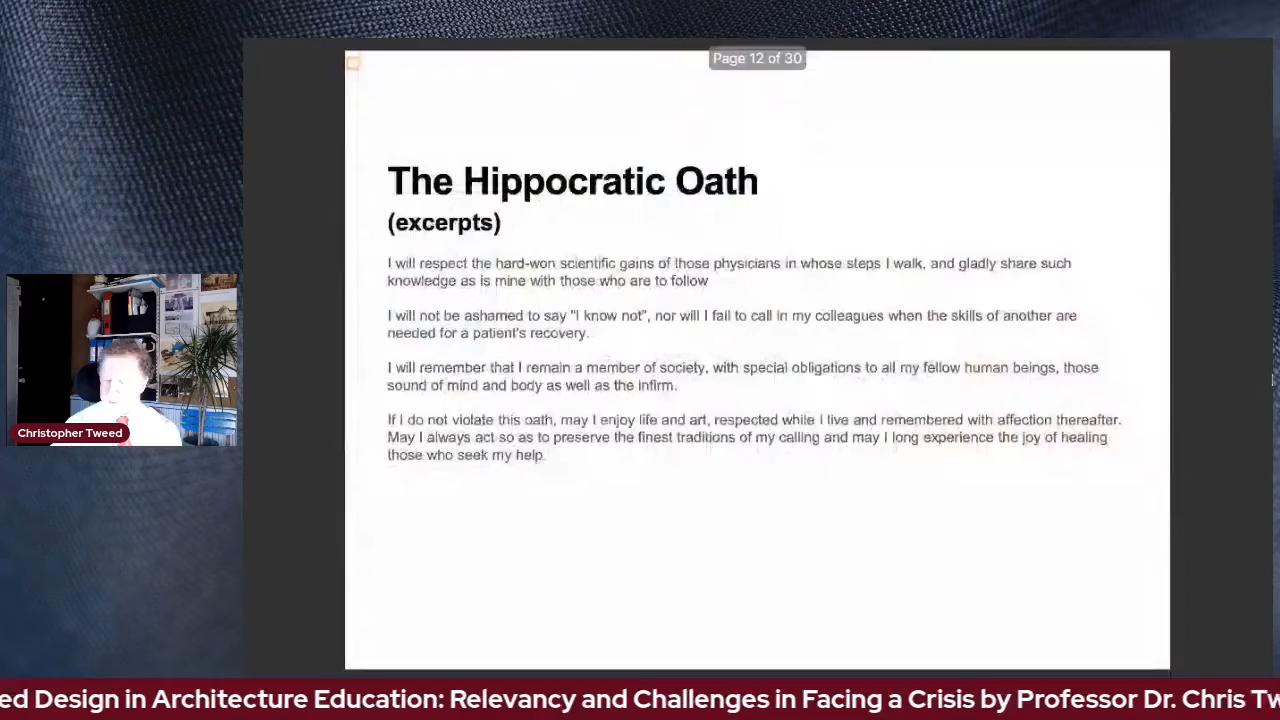 Page 12 of 30
The Hippocratic Oath
(excerpts)
I will respect the hard-won scientific gains of those physicians in whose steps I walk, and gladly share such
knowledge as is mine with those who are to follow
I will not be ashamed to say "I know not", nor will I fail to call in my colleagues when the skills of another are
needed for a patient's recovery.
I will remember that I remain a member of society, with special obligations to all my fellow human beings, those
sound of mind and body as well as the infirm.
If I do not violate this oath, may I enjoy life and art, respected while I live and remembered with affection thereafter.
May I always act so as to preserve the finest traditions of my calling and may I long experience the joy of healing
those who seek my help.
Christopher Tweed
ed Design in Architecture Education: Relevancy and Challenges in Facing a Crisis by Professor Dr. Chris Tw